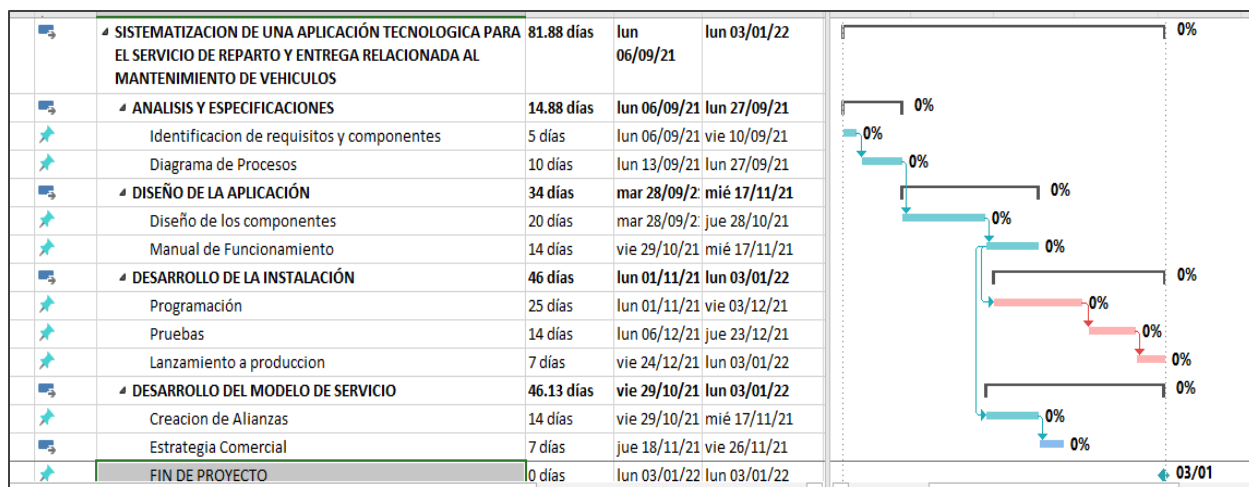 SISTEMATIZACION DE UNA APLICACIÓN TECNOLOGICA PARA 81.88 días lun lun 03/01/22 0%
EL SERVICIO DE REPARTO Y ENTREGA RELACIONADA AL 06/09/21
MANTENIMIENTO DE VEHICULOS
ANALISIS Y ESPECIFICACIONES 14.88 días lun 06/09/21 lun 27/09/21 0%
Identificacion de requisitos y componentes 5 días lun 06/09/21 vie 10/09/21 0%
Diagrama de Procesos 10 días lun 13/09/21 lun 27/09/21 0%
DISEÑO DE LA APLICACIÓN 34 días mar 28/09/2 mié 17/11/21 0%
Diseño de los componentes 20 días mar 28/09/2 jue 28/10/21 0%
Manual de Funcionamiento 14 días vie 29/10/21 mié 17/11/21 0%
DESARROLLO DE LA INSTALACIÓN 46 días lun 01/11/21 lun 03/01/22 0%
Programación 25 días lun 01/11/21 vie 03/12/21 0%
Pruebas 14 días lun 06/12/21 jue 23/12/21 0%
Lanzamiento a produccion 7 días vie 24/12/21 lun 03/01/22 0%
DESARROLLO DEL MODELO DE SERVICIO 46.13 días vie 29/10/21 lun 03/01/22 0%
Creacion de Alianzas 14 días vie 29/10/21 mié 17/11/21 0%
Estrategia Comercial 7 días jue 18/11/21 vie 26/11/21 0%
FIN DE PROYECTO 0 días lun 03/01/22 lun 03/01/22 03/01